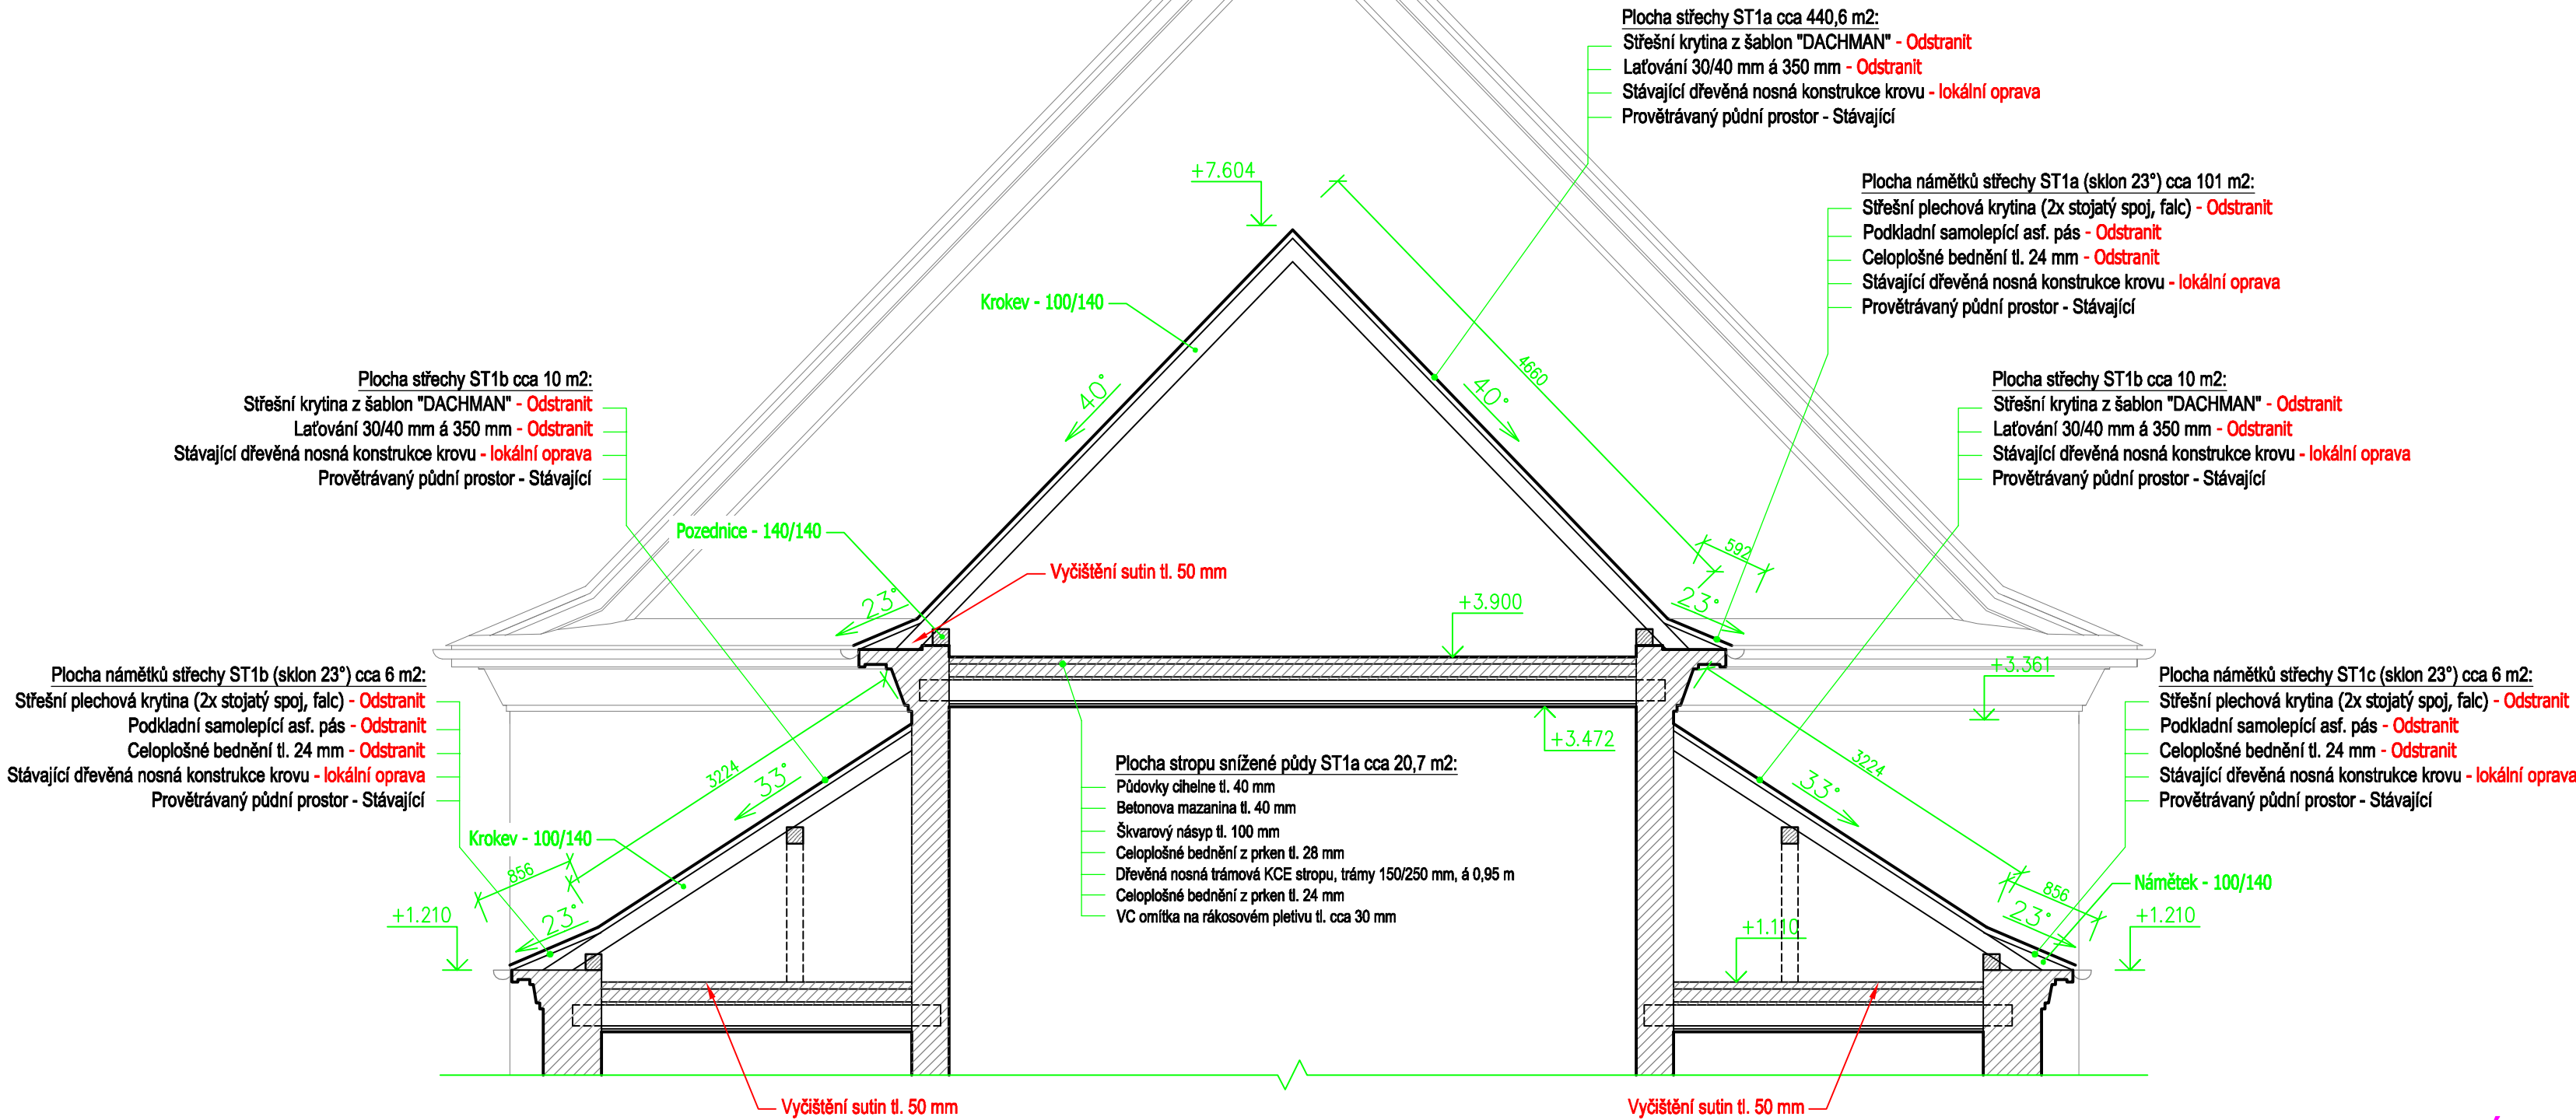 Plocha střechy ST1a cca 440,6 m2:
Střešní krytina z šablon "DACHMAN" - Odstranit
Laťování 30/40 mm á 350 mm - Odstranit
Stávající dřevěná nosná konstrukce krovu - lokální oprava
Provětrávaný půdní prostor - Stávající
+7.604
Plocha námětků střechy ST1a (sklon 23°) cca 101 m2:
Střešní plechová krytina (2x stojatý spoj, falc) - Odstranit
Podkladní samolepící asf. pás - Odstranit
Celoplošné bednění tl. 24 mm - Odstranit
Stávající dřevěná nosná konstrukce krovu - lokální oprava
Provětrávaný půdní prostor - Stávající
Krokev - 100/140
4660
40°
40°
Plocha střechy ST1b cca 10 m2:
Střešní krytina z šablon "DACHMAN" - Odstranit
Laťování 30/40 mm á 350 mm - Odstranit
Stávající dřevěná nosná konstrukce krovu - lokální oprava
Provětrávaný půdní prostor - Stávající
Plocha střechy ST1b cca 10 m2:
Střešní krytina z šablon "DACHMAN" - Odstranit
Laťování 30/40 mm á 350 mm - Odstranit
Stávající dřevěná nosná konstrukce krovu - lokální oprava
Provětrávaný půdní prostor - Stávající
Pozednice - 140/140
Vyčištění sutin tl. 50 mm
592
23°
23°
+3.900
+3.361
+3.472
Plocha námětků střechy ST1b (sklon 23°) cca 6 m2:
Střešní plechová krytina (2x stojatý spoj, falc) - Odstranit
Podkladní samolepící asf. pás - Odstranit
Celoplošné bednění tl. 24 mm - Odstranit
Stávající dřevěná nosná konstrukce krovu - lokální oprava
Provětrávaný půdní prostor - Stávající
Plocha námětků střechy ST1c (sklon 23°) cca 6 m2:
Střešní plechová krytina (2x stojatý spoj, falc) - Odstranit
Podkladní samolepící asf. pás - Odstranit
Celoplošné bednění tl. 24 mm - Odstranit
Stávající dřevěná nosná konstrukce krovu - lokální oprava
Provětrávaný půdní prostor - Stávající
3224
33°
3224
33°
Plocha stropu snížené půdy ST1a cca 20,7 m2:
Půdovky cihelne tl. 40 mm
Betonova mazanina tl. 40 mm
Škvarový násyp tl. 100 mm
Celoplošné bednění z prken tl. 28 mm
Dřevěná nosná trámová KCE stropu, trámy 150/250 mm, á 0,95 m
Celoplošné bednění z prken tl. 24 mm
VC omítka na rákosovém pletivu tl. cca 30 mm
Krokev - 100/140
856
23°
+1.210
856
23°
Námětek - 100/140
+1.210
+1.110
Vyčištění sutin tl. 50 mm
Vyčištění sutin tl. 50 mm